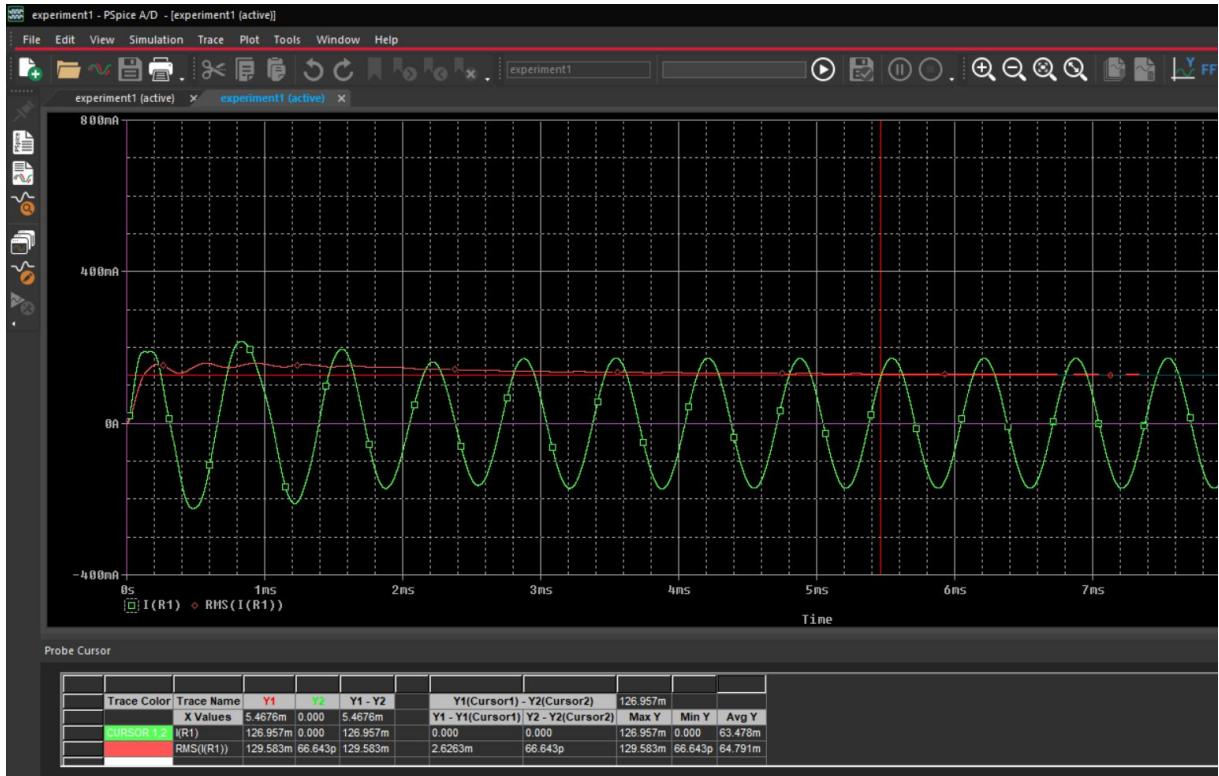 experiment1 - PSpice A/D - [experiment1 (active)]
File Edit View Simulation Trace Plot Tools Window Help
experiment1
FF
experiment1 (active) × experiment1 (active) ×
PSpice
800mA
400mA
0A
-400mA
0s 1ms 2ms 3ms 4ms 5ms 6ms 7ms
I(R1) RMS(I(R1))
Time
Probe Cursor
Y1(Cursor1) - Y2(Cursor2) 126.957m
Trace Color Trace Name Y1 Y2 Y1 - Y2
X Values 5.4676m 0.000 5.4676m Y1 - Y1(Cursor1) Y2 - Y2(Cursor2) Max Y Min Y Avg Y
CURSOR 1,2 I(R1) 126.957m 0.000 126.957m 0.000 0.000 126.957m 0.000 63.478m
RMS(I(R1)) 129.583m 66.643p 129.583m 2.6263m 66.643p 129.583m 66.643p 64.791m